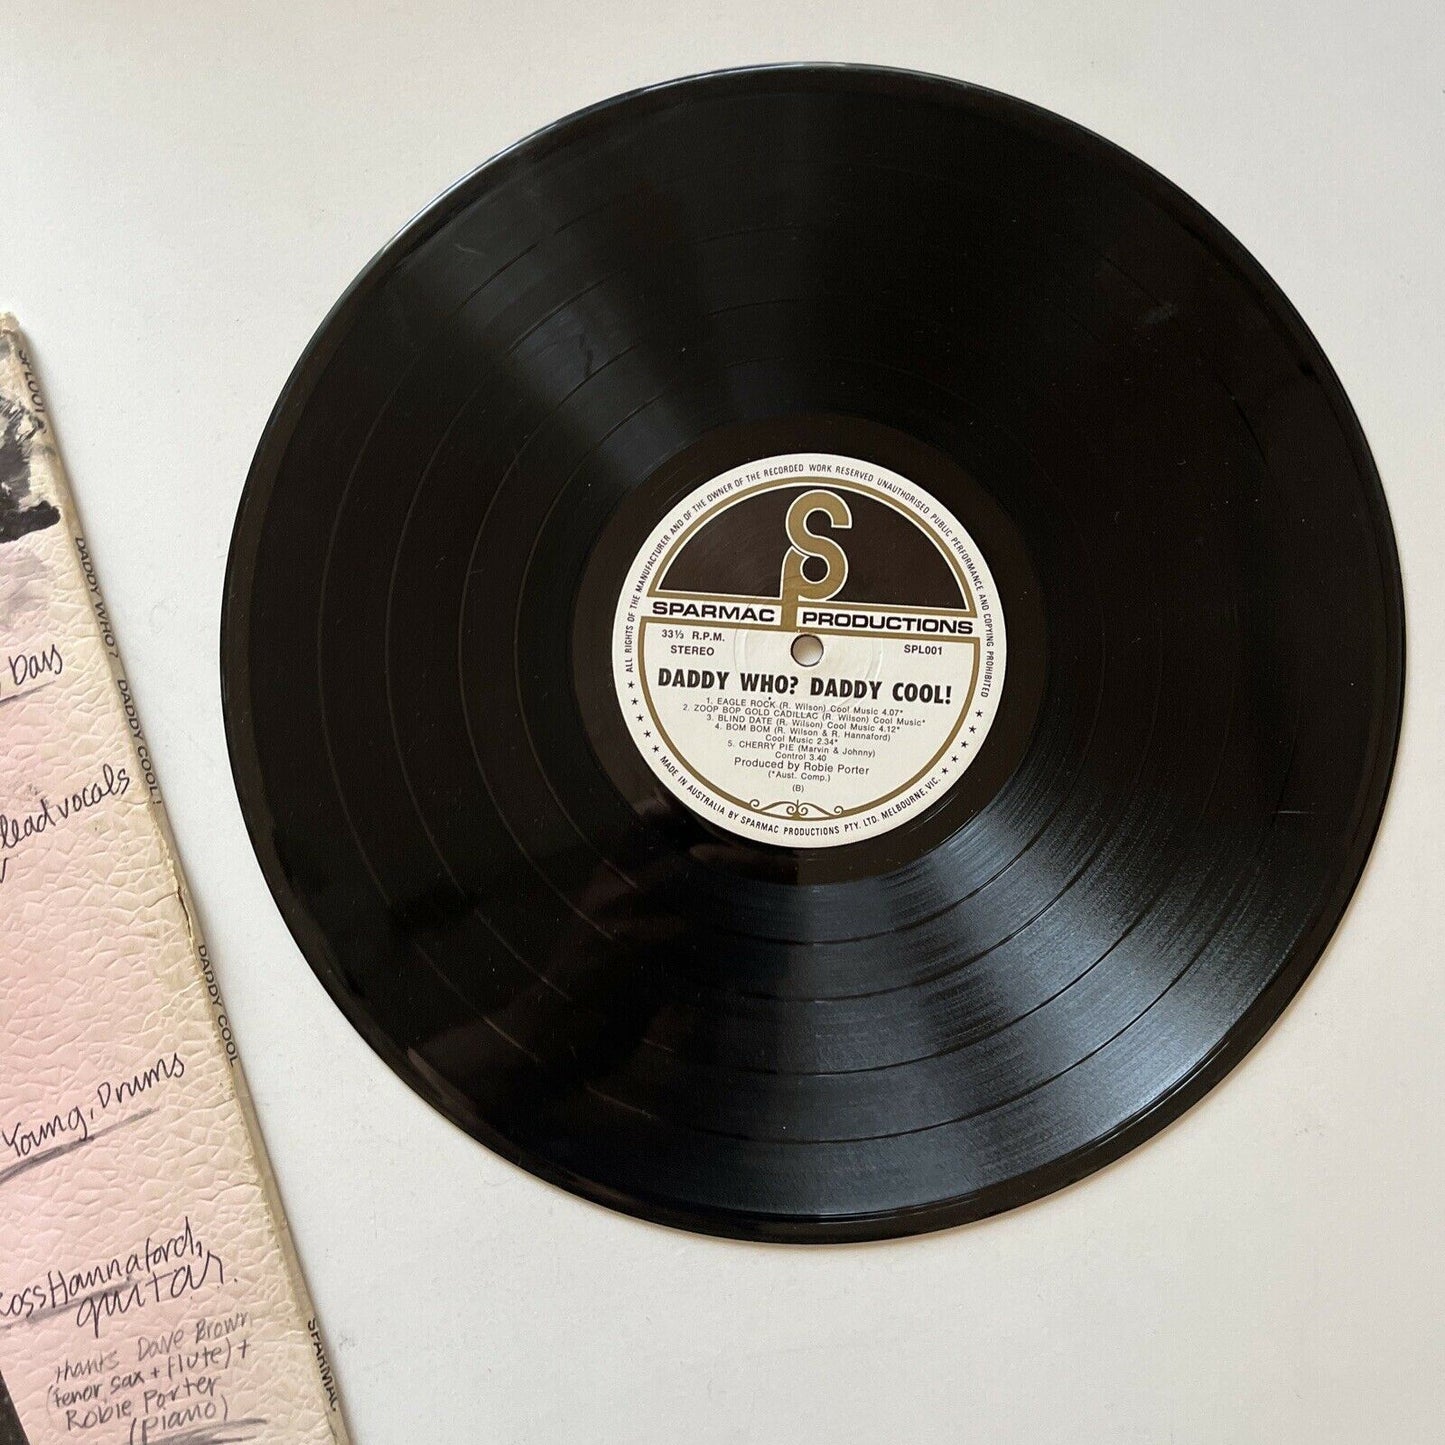 SPL001
DADDY WHO? DADDY COOL!
DADDY COOL
SPARMAC
Days
lead vocals
Young, Drums
Ross Hannaford,
guitar.
thanks Dave Brown
(tenor sax + flute) +
Robie Porter
(piano)
ALL RIGHTS OF THE MANUFACTURER AND OF THE OWNER OF THE RECORDED WORK RESERVED UNAUTHORISED PUBLIC PERFORMANCE AND COPYING PROHIBITED
SP
SPARMAC PRODUCTIONS
33⅓ R.P.M.
STEREO
SPL001
DADDY WHO? DADDY COOL!
1. EAGLE ROCK (R. Wilson) Cool Music 4.07*
2. ZOOP BOP GOLD CADILLAC (R. Wilson) Cool Music*
3. BLIND DATE (R. Wilson) Cool Music 4.12*
4. BOM BOM (R. Wilson & R. Hannaford)
Cool Music 2.34*
5. CHERRY PIE (Marvin & Johnny)
Control 3.40
Produced by Robie Porter
(*Aust. Comp.)
(B)
★ ★ ★ ★ ★ MADE IN AUSTRALIA BY SPARMAC PRODUCTIONS PTY. LTD. MELBOURNE, VIC. ★ ★ ★ ★ ★